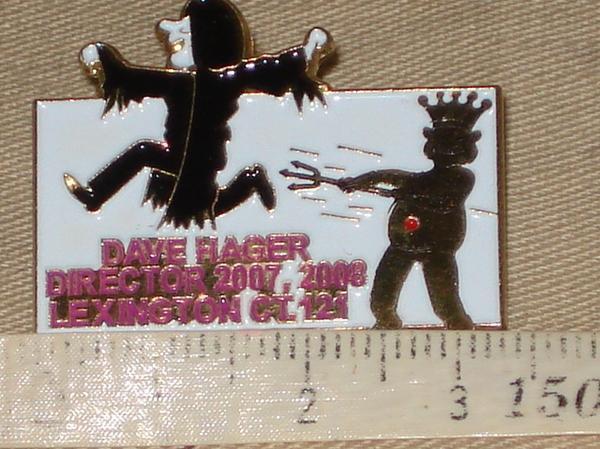 DAVE HAGER
DIRECTOR 2007, 2008
LEXINGTON CT. 121
2 3 150